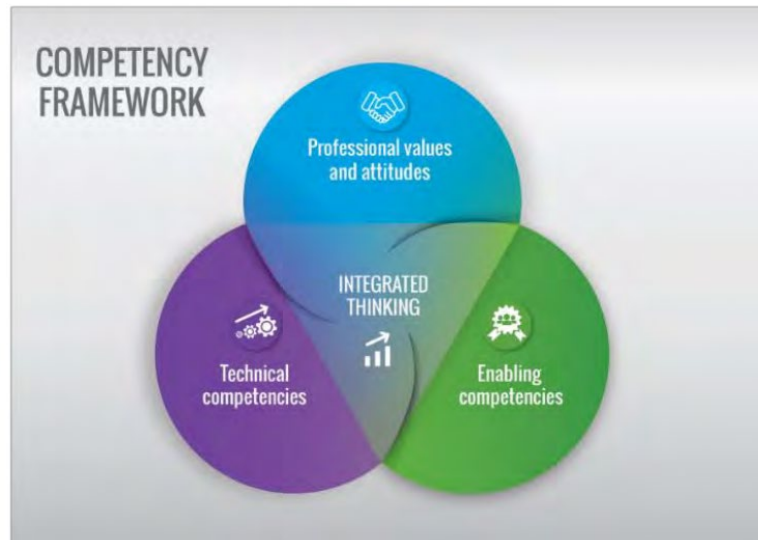 COMPETENCY
FRAMEWORK
Professional values
and attitudes
INTEGRATED
THINKING
Technical
competencies
Enabling
competencies